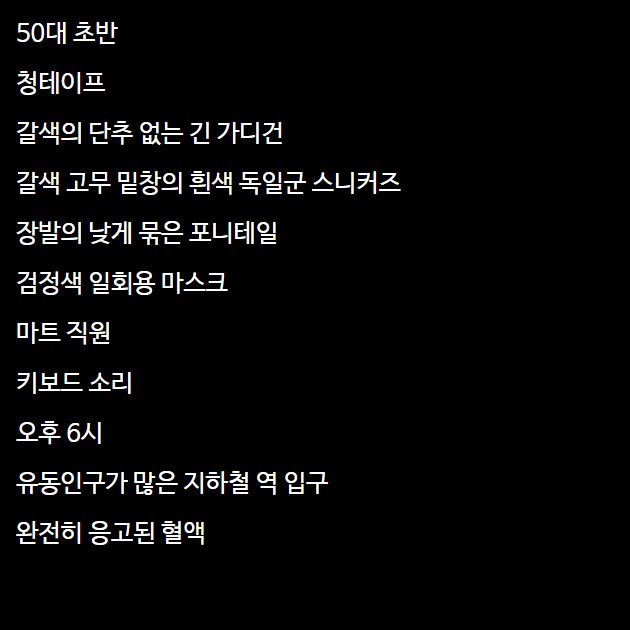 50대 초반
청테이프
갈색의 단추 없는 긴 가디건
갈색 고무 밑창의 흰색 독일군 스니커즈
장발의 낮게 묶은 포니테일
검정색 일회용 마스크
마트 직원
키보드 소리
오후 6시
유동인구가 많은 지하철 역 입구
완전히 응고된 혈액